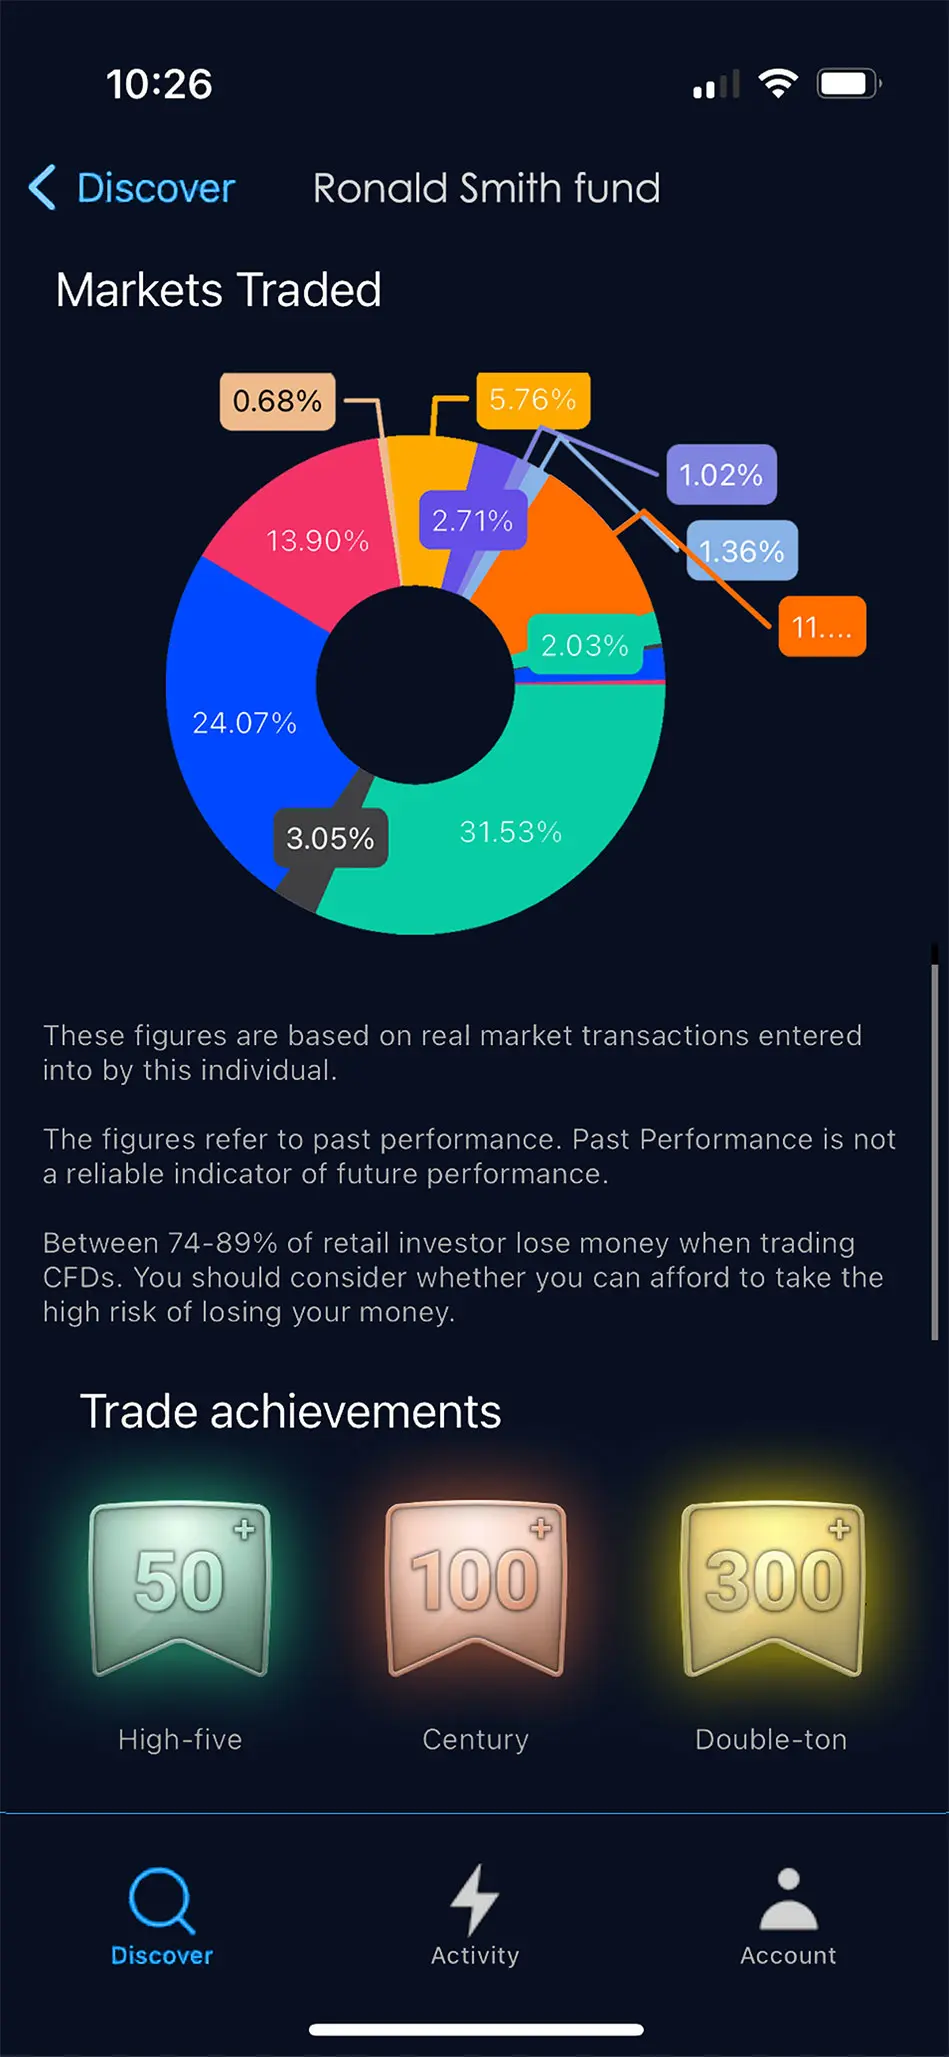 10:26
Discover
Ronald Smith fund
Markets Traded
0.68%
5.76%
1.02%
2.71%
13.90%
1.36%
11....
2.03%
24.07%
31.53%
3.05%
These figures are based on real market transactions entered
into by this individual.
The figures refer to past performance. Past Performance is not
a reliable indicator of future performance.
Between 74-89% of retail investor lose money when trading
CFDs. You should consider whether you can afford to take the
high risk of losing your money.
Trade achievements
50+
100+
300+
High-five
Century
Double-ton
Discover
Activity
Account